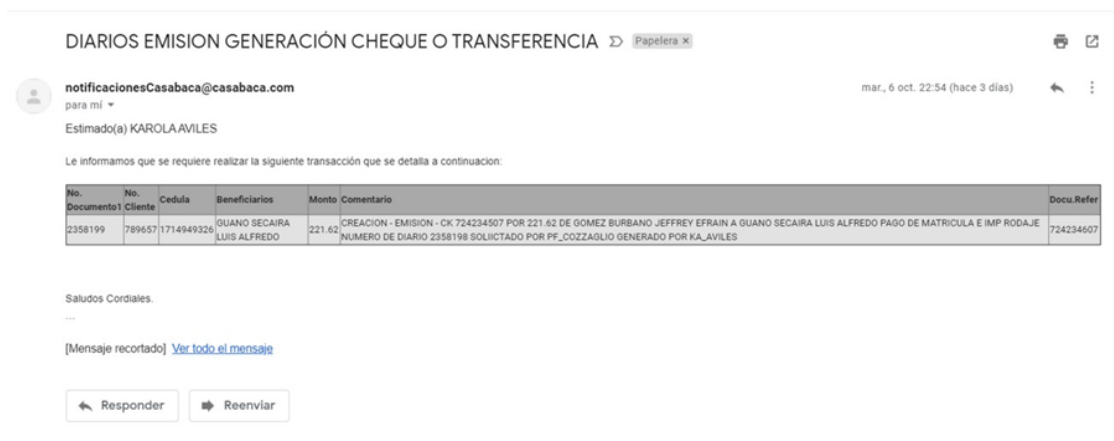 DIARIOS EMISION GENERACIÓN CHEQUE O TRANSFERENCIA Papelera ×
notificacionesCasabaca@casabaca.com mar., 6 oct. 22:54 (hace 3 días)
para mí
Estimado(a) KAROLA AVILES
Le informamos que se requiere realizar la siguiente transacción que se detalla a continuacion:
No. Documento1 No. Cliente Cedula Beneficiarios Monto Comentario Docu.Refer
2358199 789657 1714949326 GUANO SECAIRA LUIS ALFREDO 221.62 CREACION - EMISION - CK 724234507 POR 221.62 DE GOMEZ BURBANO JEFFREY EFRAIN A GUANO SECAIRA LUIS ALFREDO PAGO DE MATRICULA E IMP RODAJE NUMERO DE DIARIO 2358198 SOLIICTADO POR PF_COZZAGLIO GENERADO POR KA_AVILES 724234607
Saludos Cordiales.
...
[Mensaje recortado] Ver todo el mensaje
Responder Reenviar